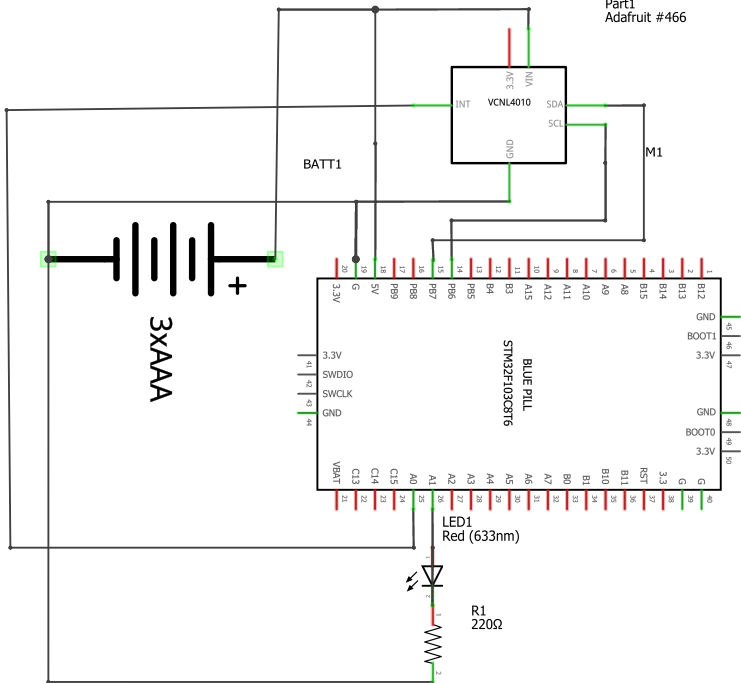 Part1
Adafruit #466
3.3V
VIN
VCNL4010
INT
SDA
SCL
GND
BATT1
M1
+
3xAAA
20
19
18
17
16
15
14
13
12
11
10
9
8
7
6
5
4
3
2
1
3.3V
G
5V
PB9
PB8
PB7
PB6
PB5
B4
B3
A15
A12
A11
A10
A9
A8
B15
B14
B13
B12
GND
45
BOOT1
46
3.3V
47
3.3V
41
SWDIO
42
SWCLK
43
GND
44
BLUE PILL
STM32F103C8T6
GND
48
BOOT0
49
3.3V
50
VBAT
C13
C14
C15
A0
A1
A2
A3
A4
A5
A6
A7
B0
B1
B10
B11
RST
3.3
G
G
21
22
23
24
25
26
27
28
29
30
31
32
33
34
35
36
37
38
39
40
LED1
Red (633nm)
1
2
R1
220Ω
1
2